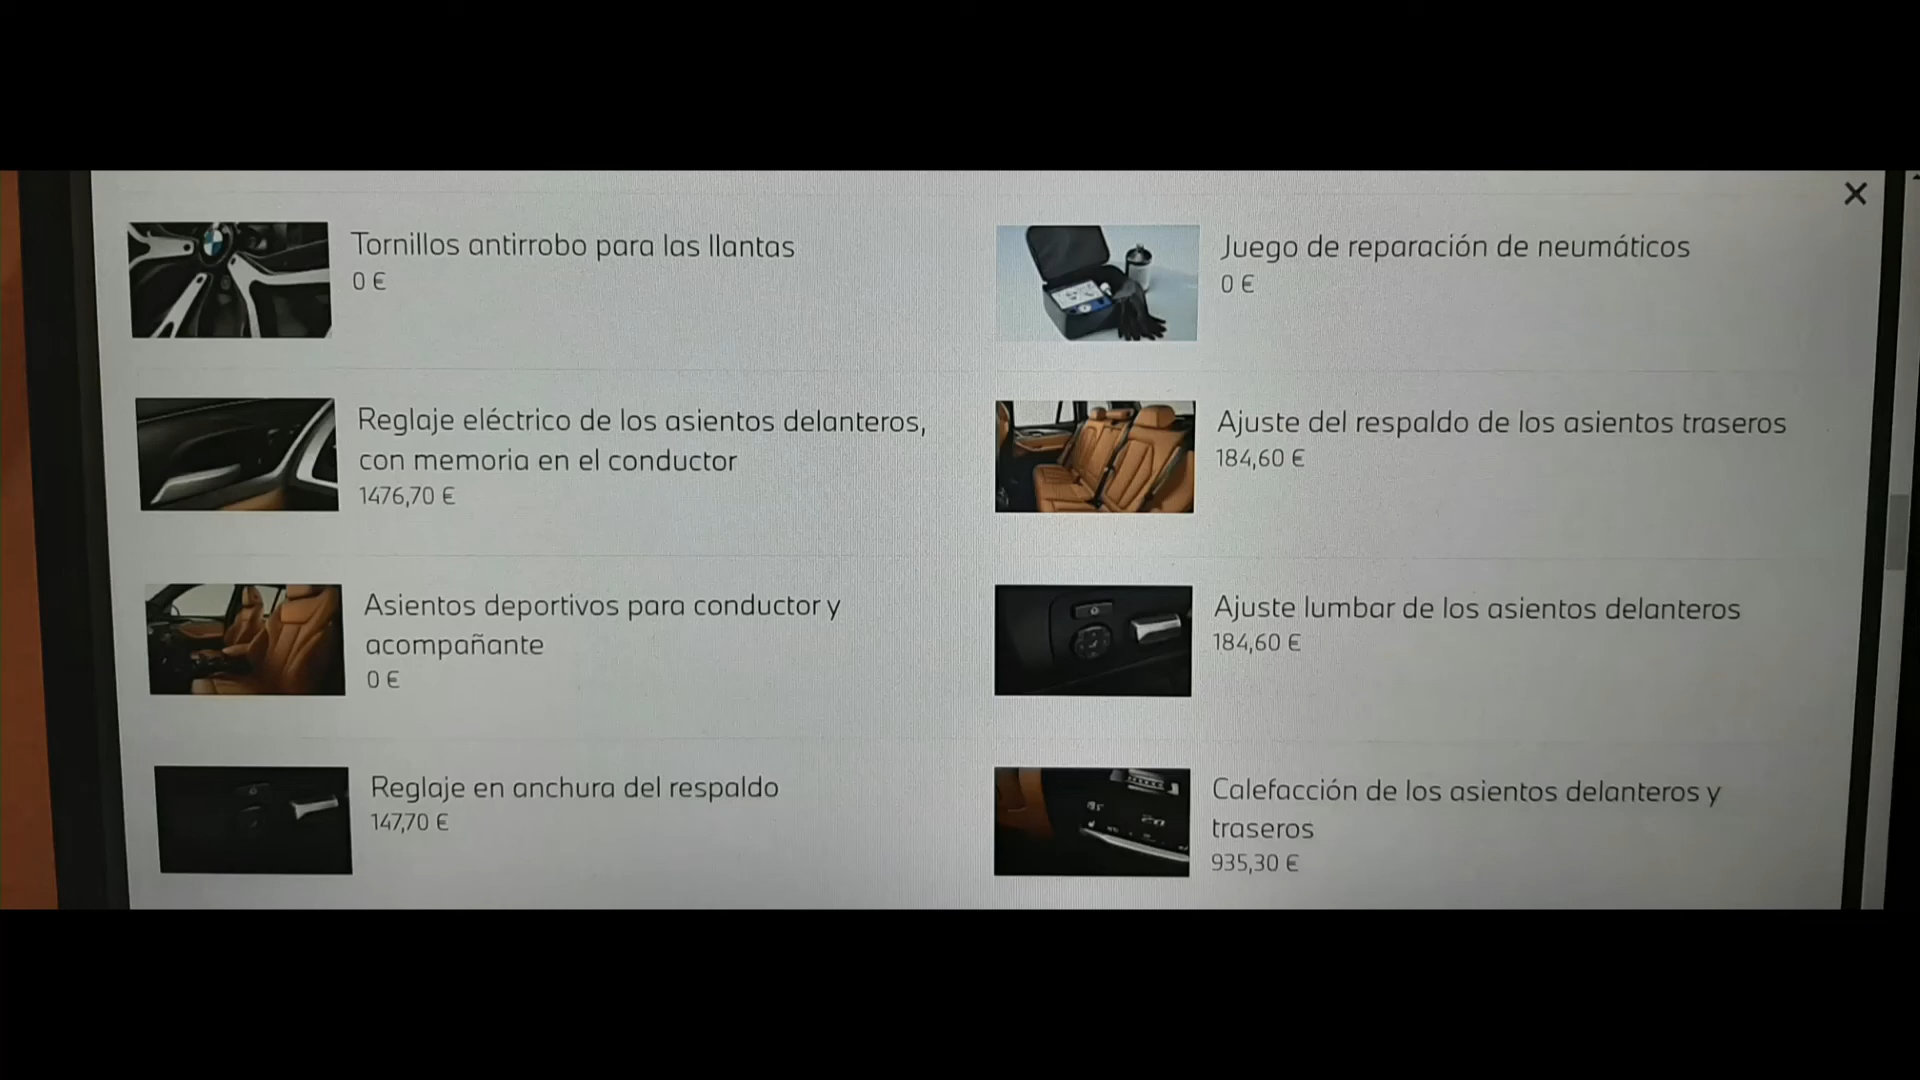 Tornillos antirrobo para las llantas
0 €
Juego de reparación de neumáticos
0 €
Reglaje eléctrico de los asientos delanteros,
con memoria en el conductor
1476,70 €
Ajuste del respaldo de los asientos traseros
184,60 €
Asientos deportivos para conductor y
acompañante
0 €
Ajuste lumbar de los asientos delanteros
184,60 €
Reglaje en anchura del respaldo
147,70 €
Calefacción de los asientos delanteros y
traseros
935,30 €